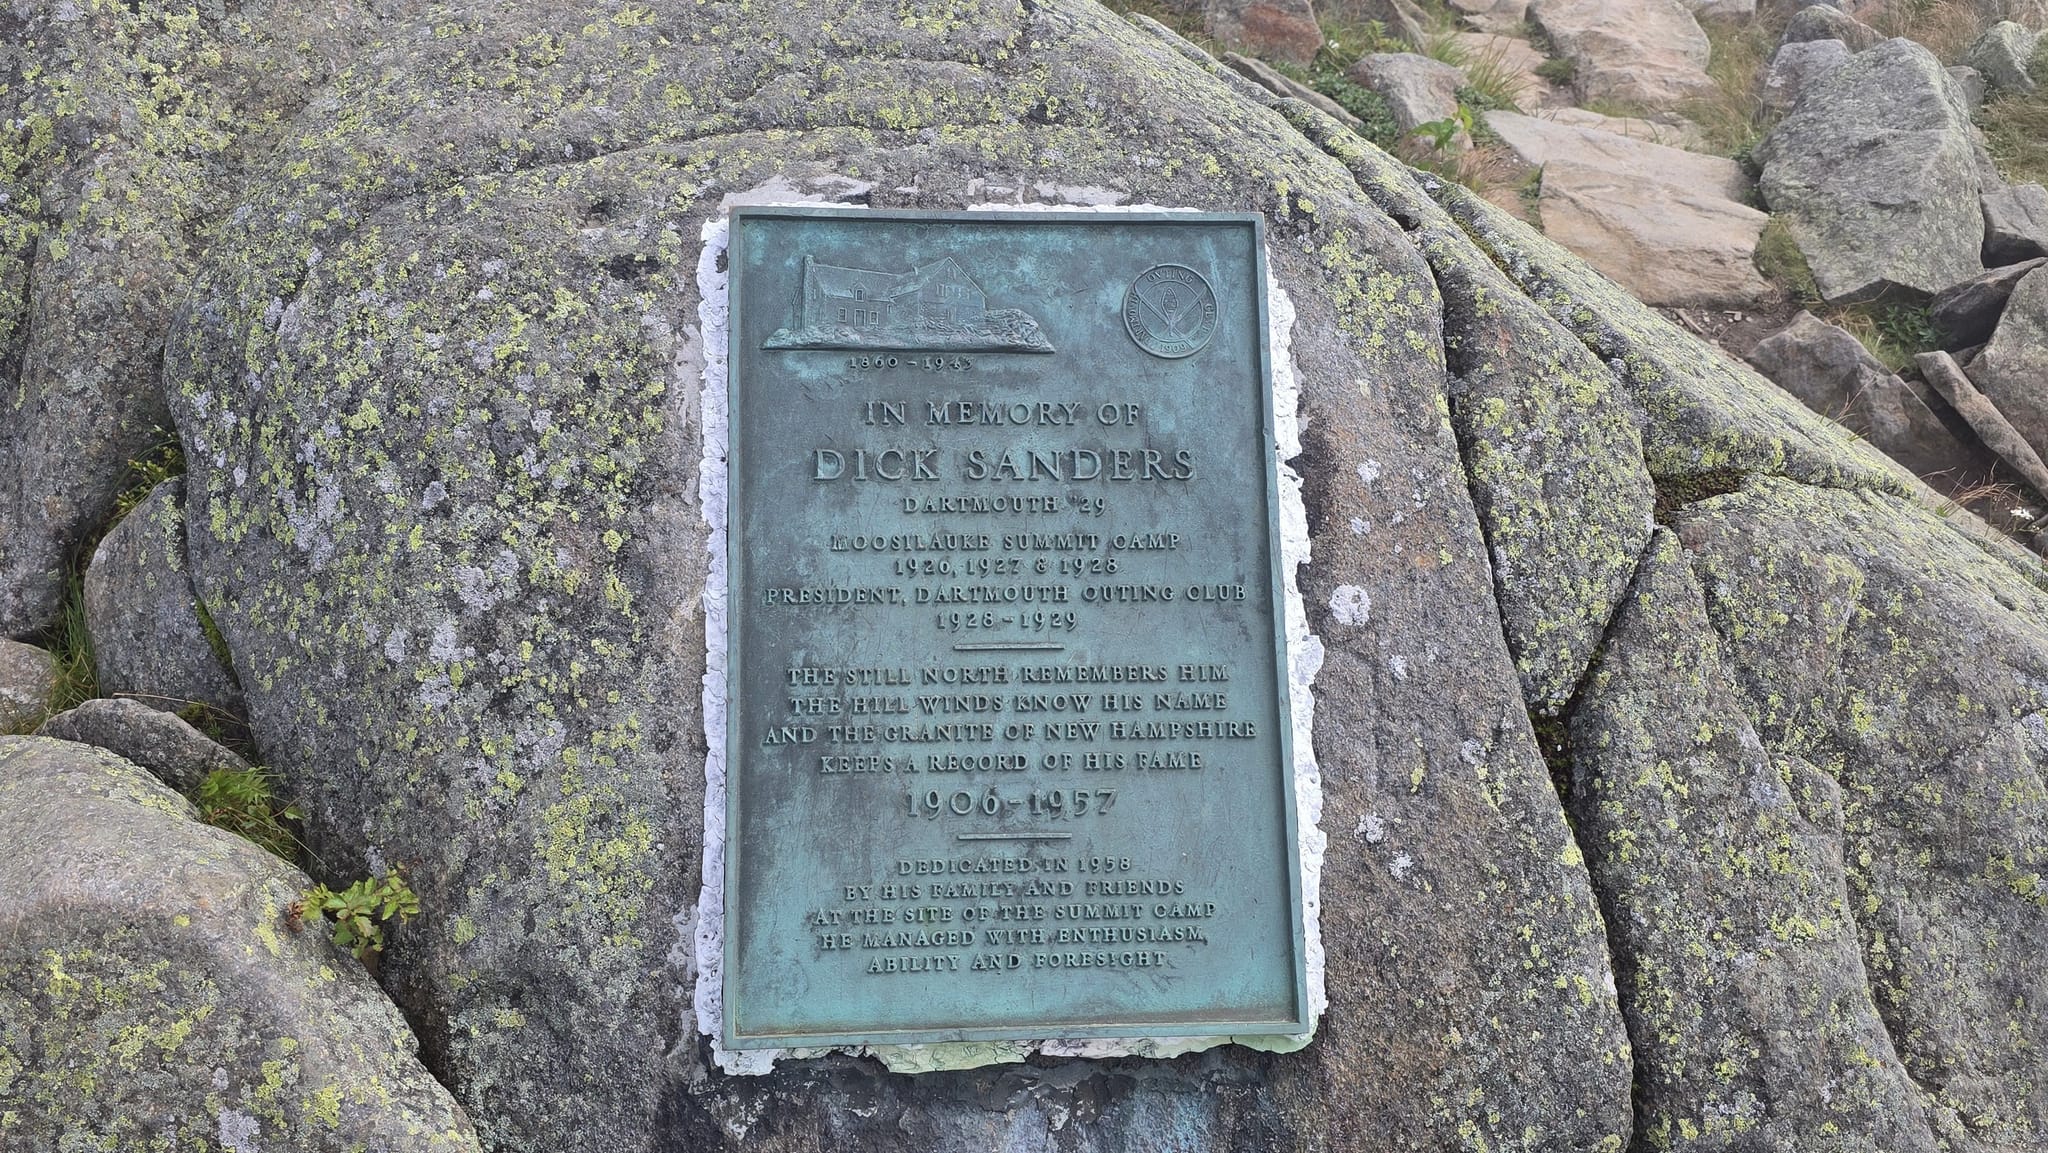 1860-1943
OUTING CLUB
1909
IN MEMORY OF
DICK SANDERS
DARTMOUTH '29
MOOSILAUKE SUMMIT CAMP
1926, 1927 & 1928
PRESIDENT, DARTMOUTH OUTING CLUB
1928-1929
THE STILL NORTH REMEMBERS HIM
THE HILL WINDS KNOW HIS NAME
AND THE GRANITE OF NEW HAMPSHIRE
KEEPS A RECORD OF HIS FAME
1906-1957
DEDICATED IN 1958
BY HIS FAMILY AND FRIENDS
AT THE SITE OF THE SUMMIT CAMP
HE MANAGED WITH ENTHUSIASM,
ABILITY AND FORESIGHT